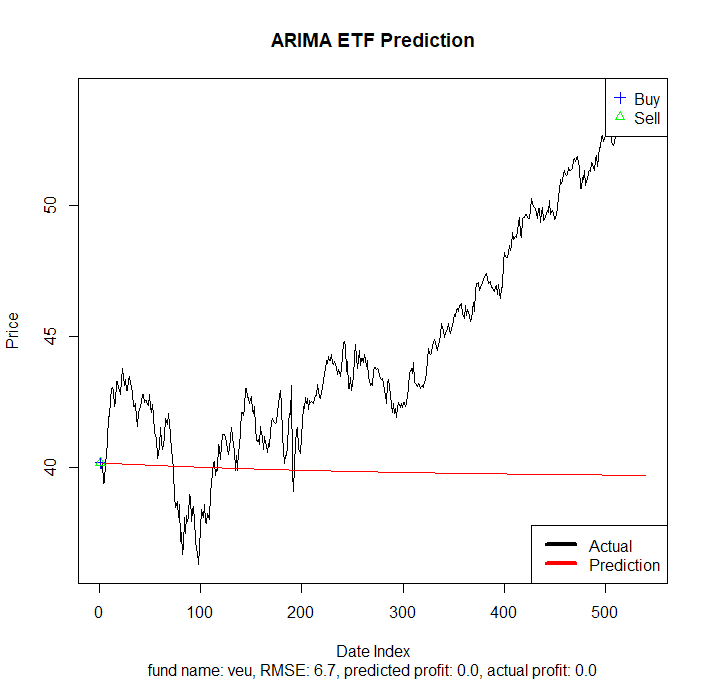 ARIMA ETF Prediction
Buy
Sell
Price
50
45
40
Actual
Prediction
0 100 200 300 400 500
Date Index
fund name: veu, RMSE: 6.7, predicted profit: 0.0, actual profit: 0.0